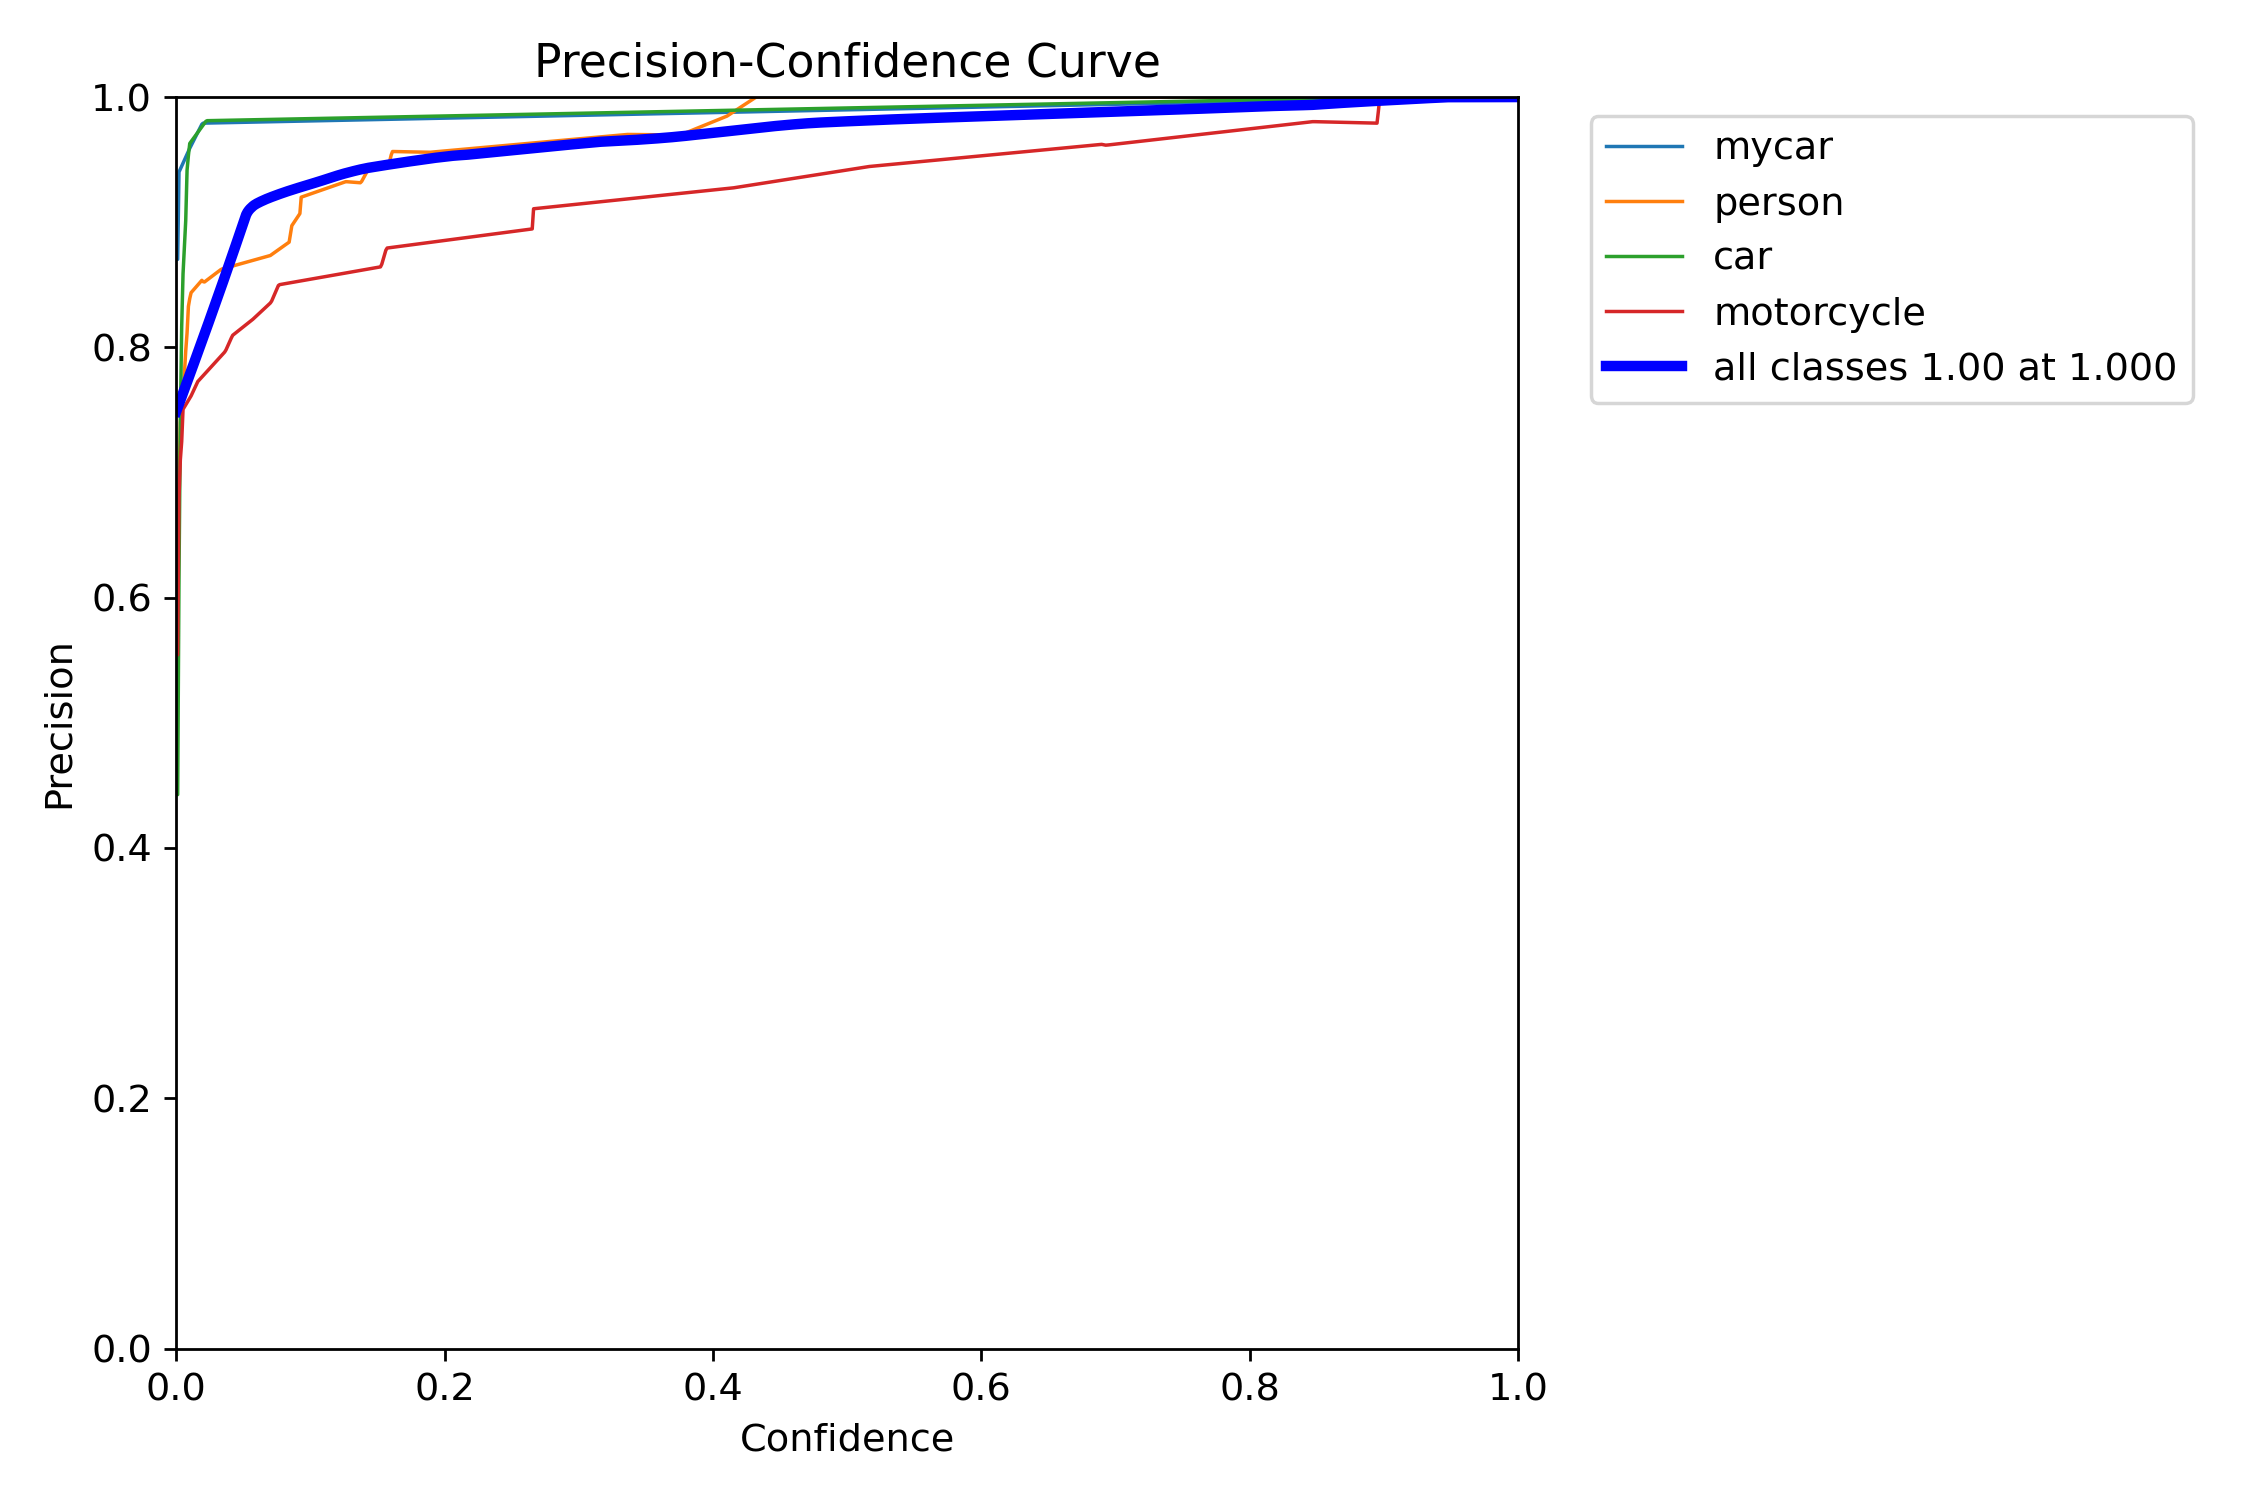 Precision-Confidence Curve
1.0
0.8
0.6
0.4
0.2
0.0
Precision
0.0 0.2 0.4 0.6 0.8 1.0
Confidence
mycar
person
car
motorcycle
all classes 1.00 at 1.000